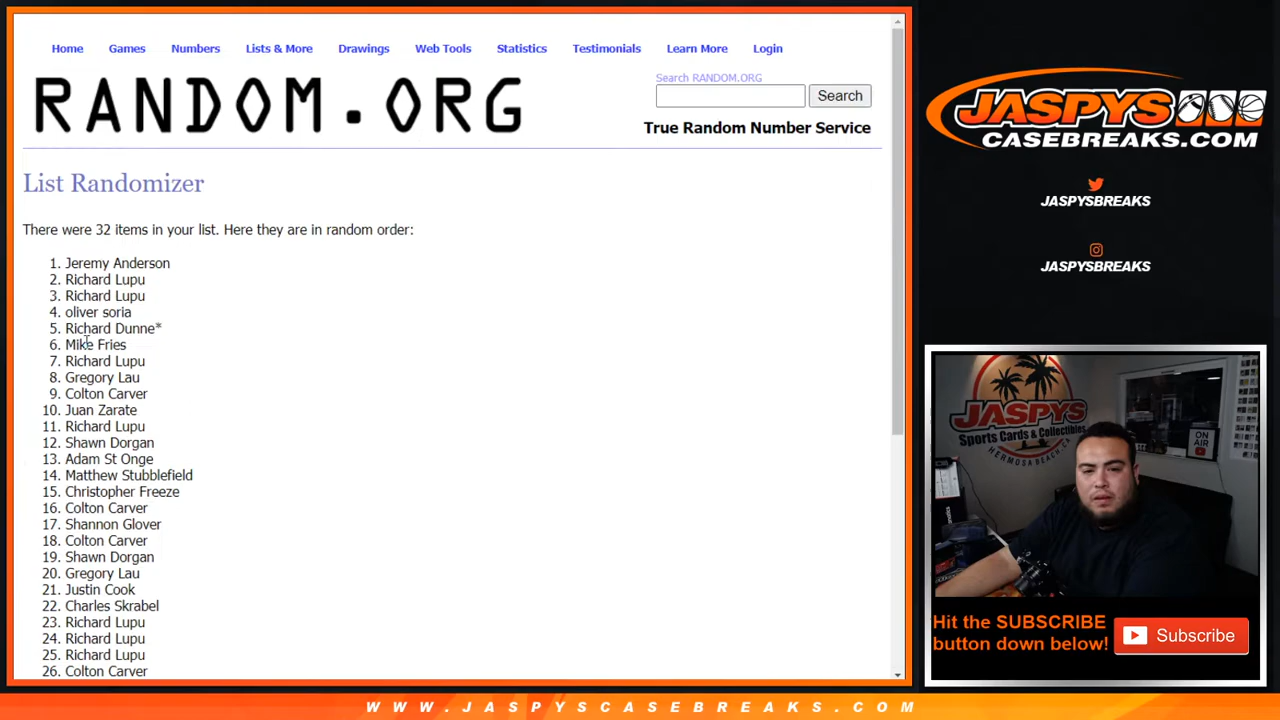 Home Games Numbers Lists & More Drawings Web Tools Statistics Testimonials Learn More Login
RANDOM.ORG
Search RANDOM.ORG
Search
True Random Number Service
List Randomizer
There were 32 items in your list. Here they are in random order:
1. Jeremy Anderson
2. Richard Lupu
3. Richard Lupu
4. oliver soria
5. Richard Dunne*
6. Mike Fries
7. Richard Lupu
8. Gregory Lau
9. Colton Carver
10. Juan Zarate
11. Richard Lupu
12. Shawn Dorgan
13. Adam St Onge
14. Matthew Stubblefield
15. Christopher Freeze
16. Colton Carver
17. Shannon Glover
18. Colton Carver
19. Shawn Dorgan
20. Gregory Lau
21. Justin Cook
22. Charles Skrabel
23. Richard Lupu
24. Richard Lupu
25. Richard Lupu
26. Colton Carver
JASPYS
CASEBREAKS.COM
JASPYSBREAKS
JASPYSBREAKS
JASPYS
Sports Cards & Collectibles
HERMOSA BEACH, CA
ON AIR
Hit the SUBSCRIBE
button down below!
Subscribe
WWW.JASPYSCASEBREAKS.COM